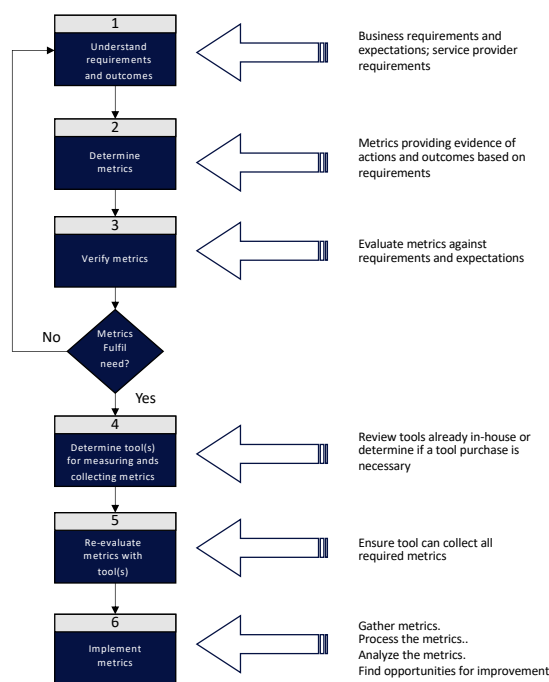 1
Understand
requirements
and outcomes
Business requirements and
expectations; service provider
requirements
2
Determine
metrics
Metrics providing evidence of
actions and outcomes based on
requirements
3
Verify metrics
Evaluate metrics against
requirements and expectations
Metrics
Fulfil
need?
No
Yes
4
Determine tool(s)
for measuring ands
collecting metrics
Review tools already in-house or
determine if a tool purchase is
necessary
5
Re-evaluate
metrics with
tool(s)
Ensure tool can collect all
required metrics
6
Implement
metrics
Gather metrics.
Process the metrics..
Analyze the metrics.
Find opportunities for improvement